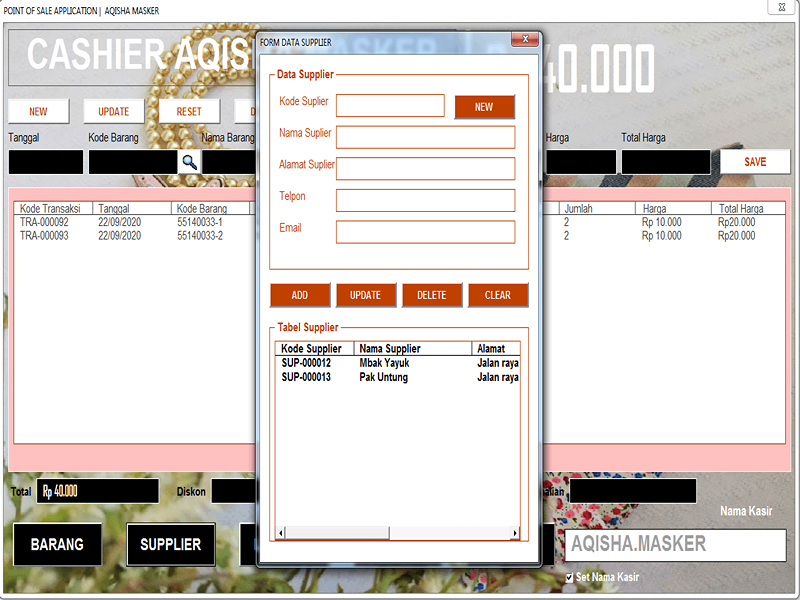 POINT OF SALE APPLICATION | AQISHA MASKER
CASHIER AQISHA MASKER
40.000
NEW UPDATE RESET
Tanggal Kode Barang Nama Barang Harga Total Harga
SAVE
Kode Transaksi Tanggal Kode Barang Jumlah Harga Total Harga
TRA-000092 22/09/2020 55140033-1 2 Rp 10.000 Rp20.000
TRA-000093 22/09/2020 55140033-2 2 Rp 10.000 Rp20.000
Total Rp 40.000 Diskon
Nama Kasir
BARANG SUPPLIER
AQISHA.MASKER
Set Nama Kasir
FORM DATA SUPPLIER
Data Supplier
Kode Suplier NEW
Nama Suplier
Alamat Suplier
Telpon
Email
ADD UPDATE DELETE CLEAR
Tabel Supplier
Kode Supplier Nama Supplier Alamat
SUP-000012 Mbak Yayuk Jalan raya
SUP-000013 Pak Untung Jalan raya